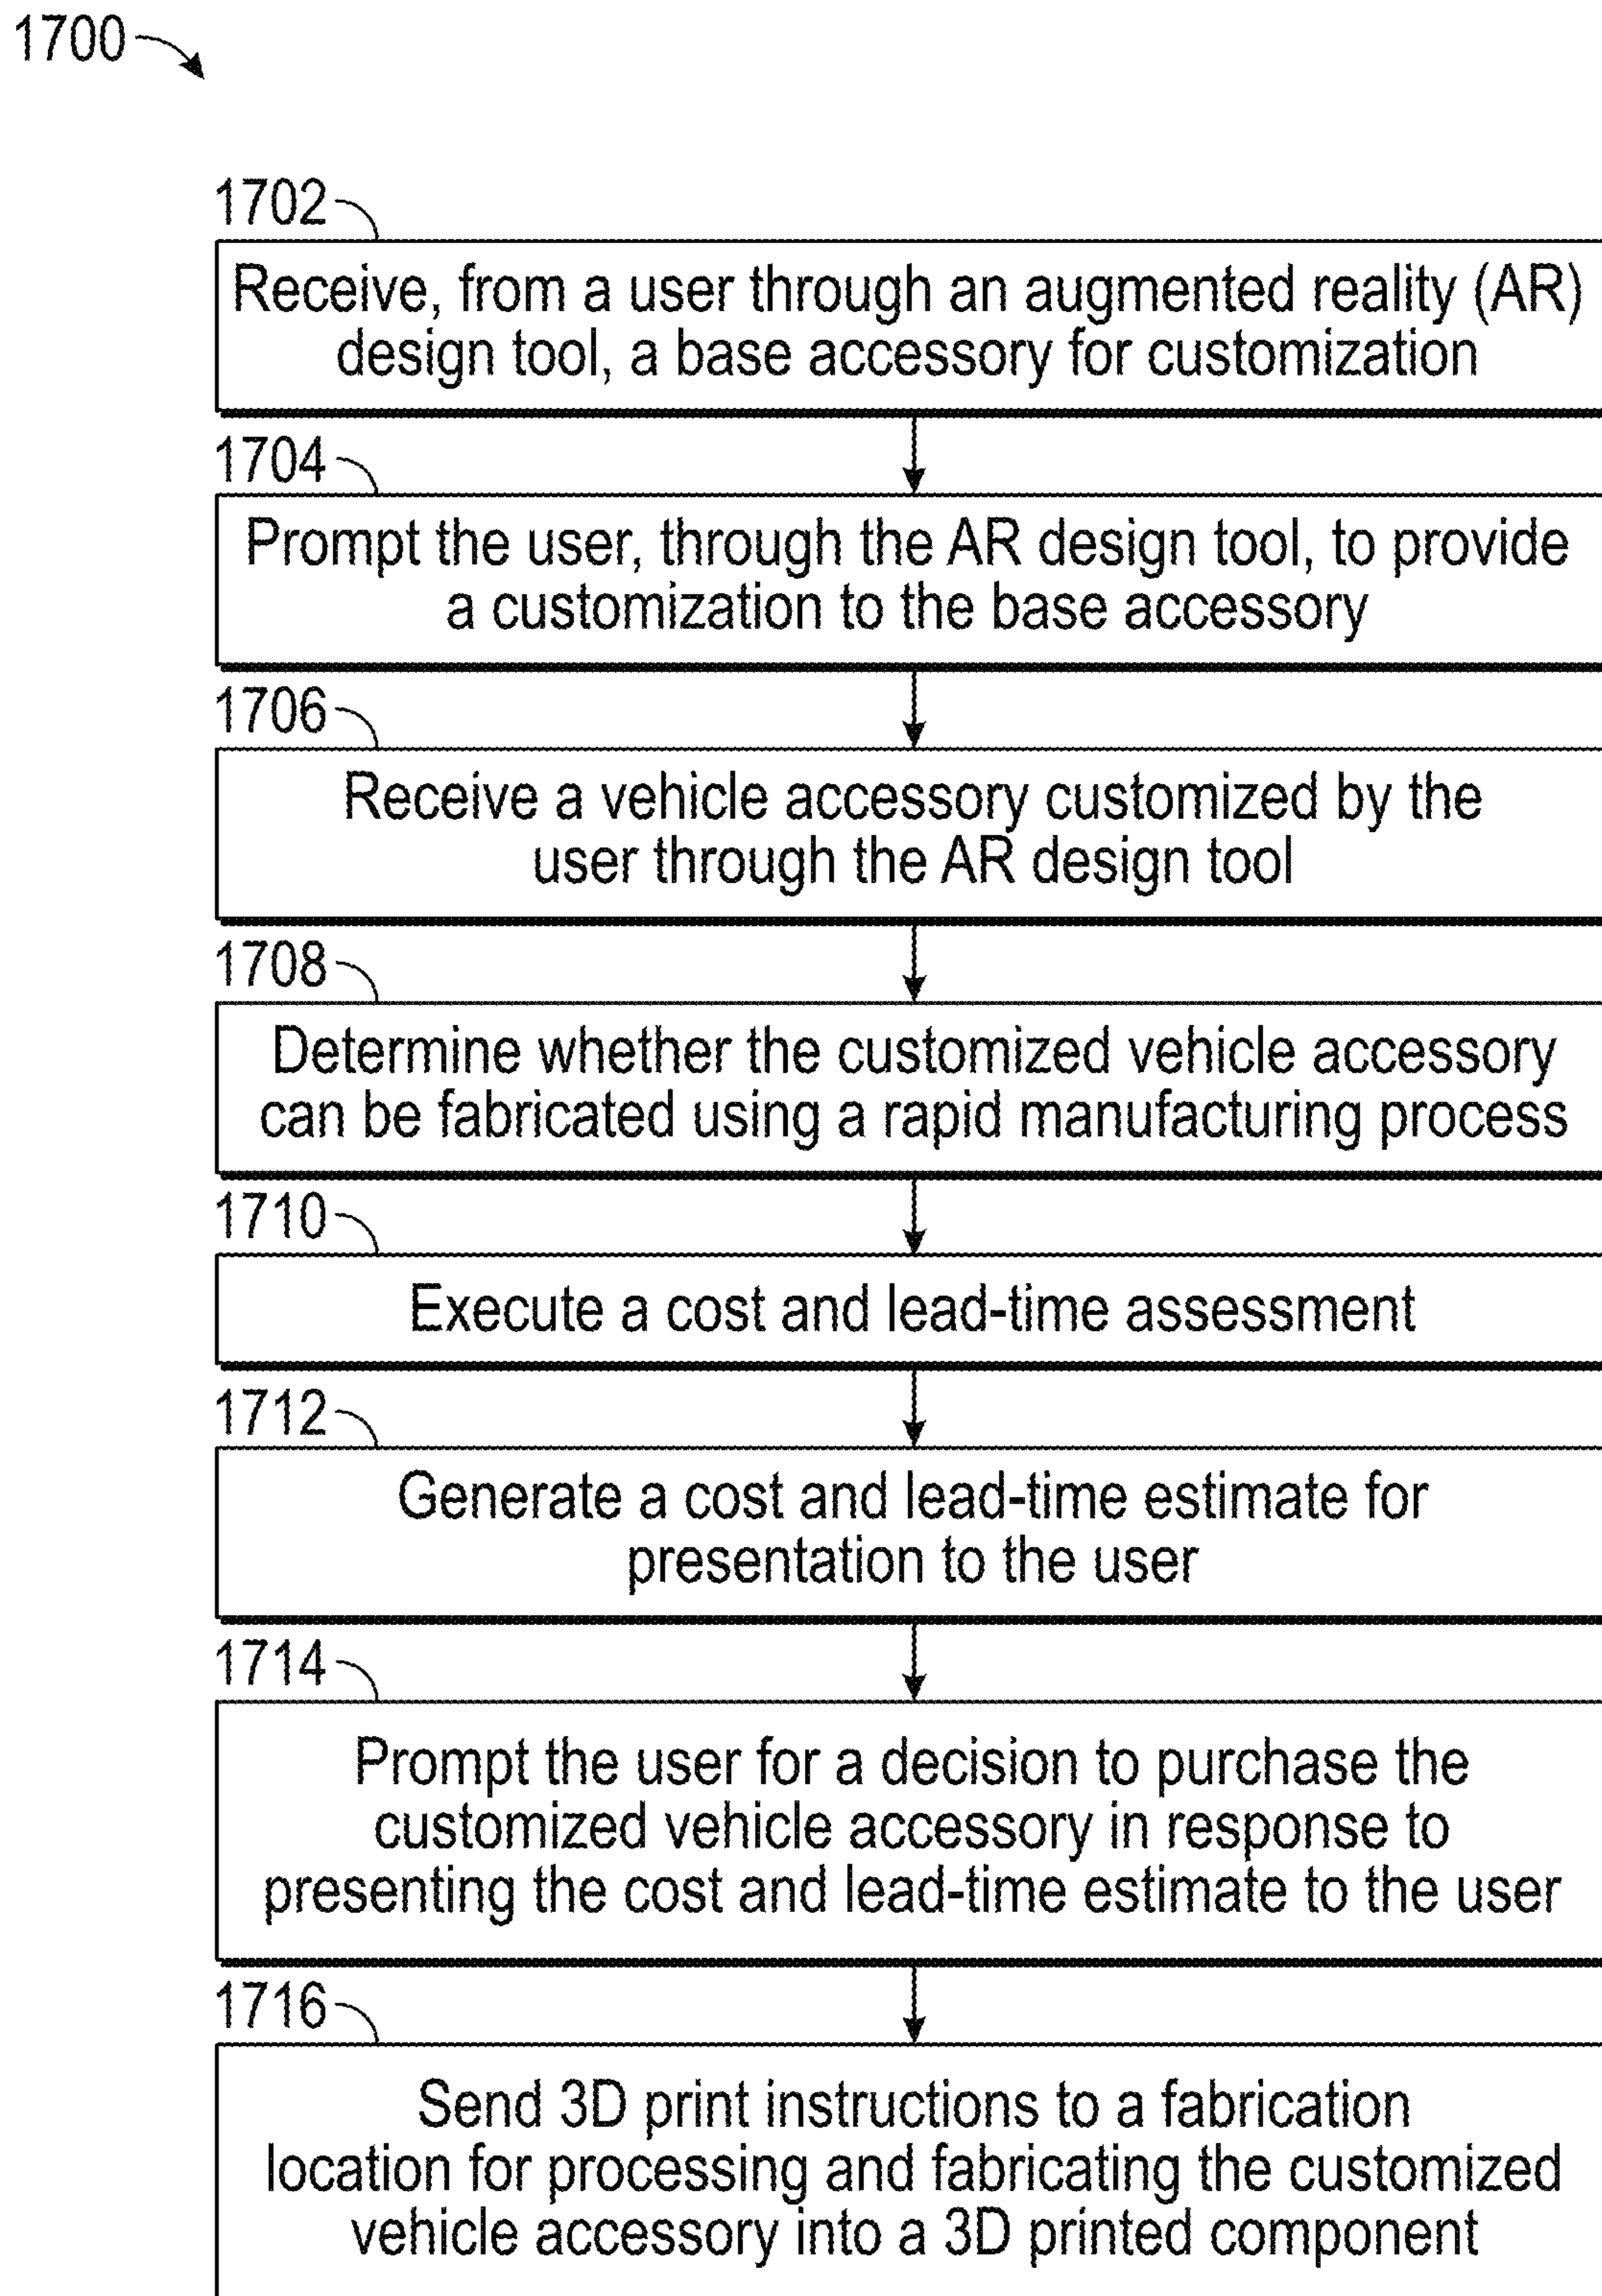 1700
1702
Receive, from a user through an augmented reality (AR)
design tool, a base accessory for customization
1704
Prompt the user, through the AR design tool, to provide
a customization to the base accessory
1706
Receive a vehicle accessory customized by the
user through the AR design tool
1708
Determine whether the customized vehicle accessory
can be fabricated using a rapid manufacturing process
1710
Execute a cost and lead-time assessment
1712
Generate a cost and lead-time estimate for
presentation to the user
1714
Prompt the user for a decision to purchase the
customized vehicle accessory in response to
presenting the cost and lead-time estimate to the user
1716
Send 3D print instructions to a fabrication
location for processing and fabricating the customized
vehicle accessory into a 3D printed component